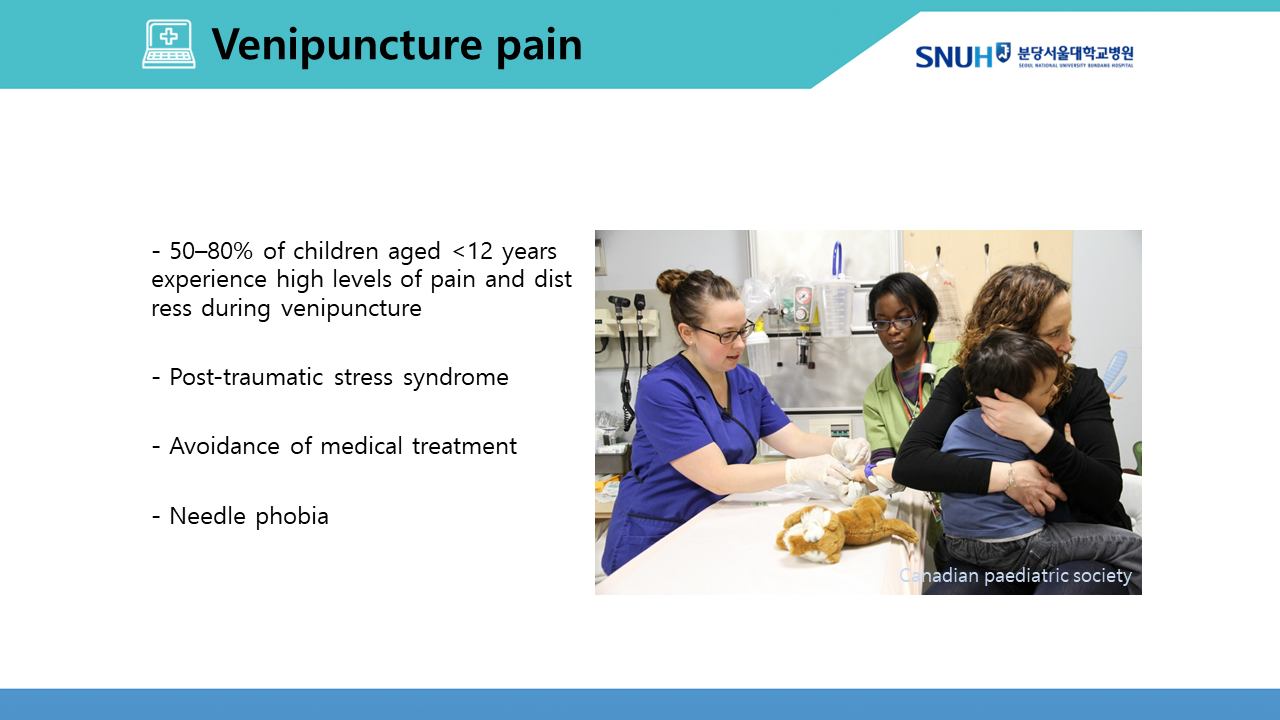 Venipuncture pain
SNUH 분당서울대학교병원
SEOUL NATIONAL UNIVERSITY BUNDANG HOSPITAL
- 50–80% of children aged <12 years
experience high levels of pain and dist
ress during venipuncture
- Post-traumatic stress syndrome
- Avoidance of medical treatment
- Needle phobia
Canadian paediatric society